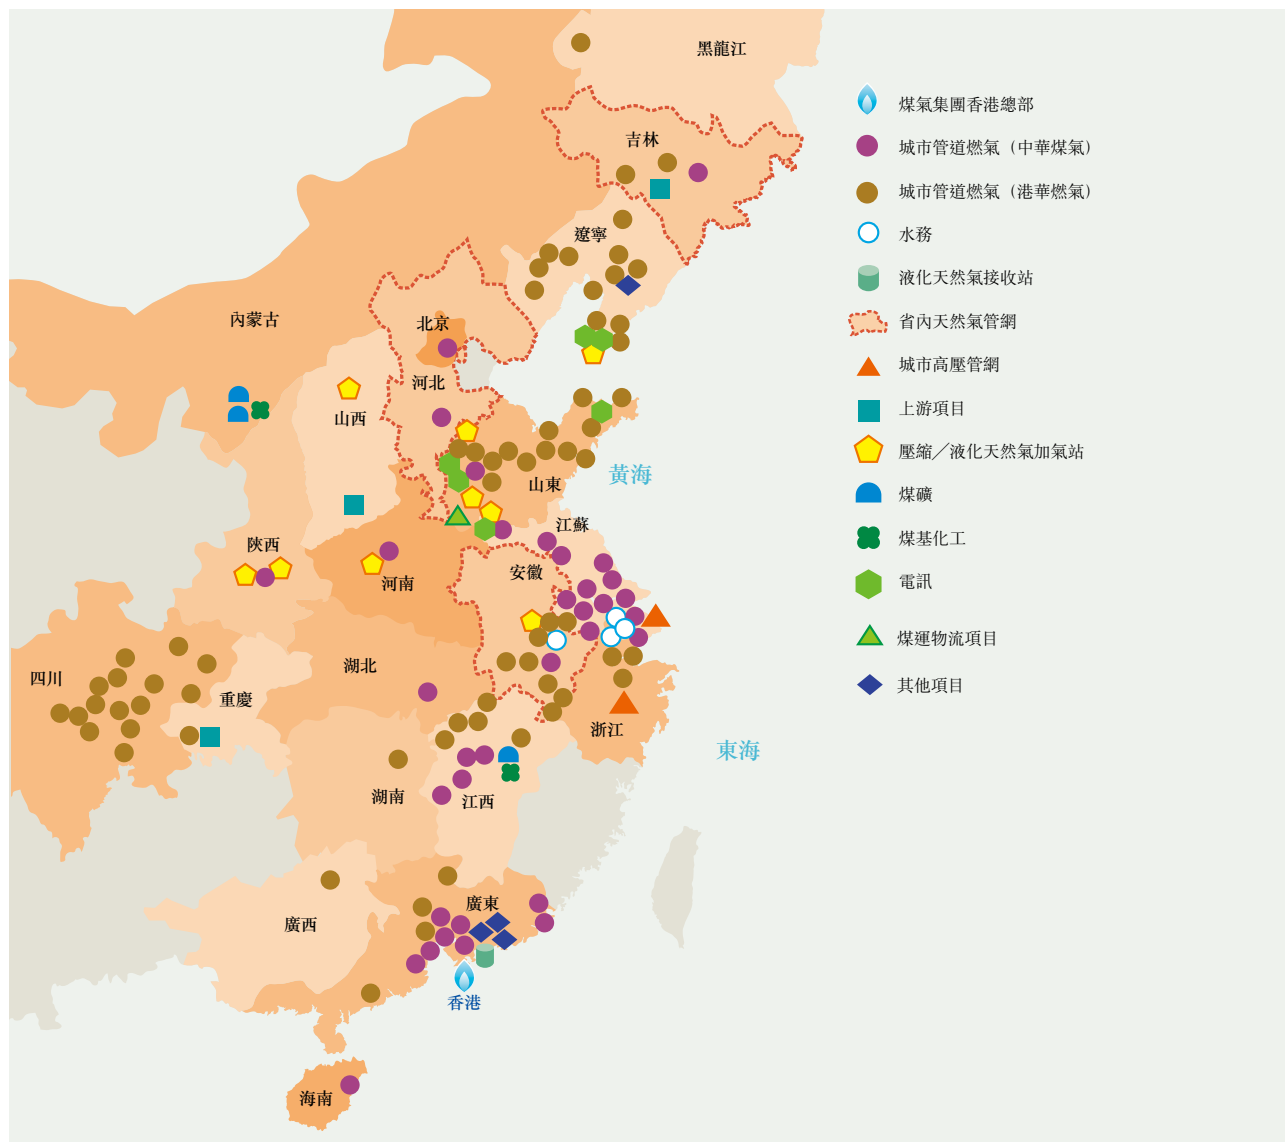 黑龍江
吉林
遼寧
內蒙古
北京
河北
山西
山東
黃海
江蘇
陝西
安徽
河南
湖北
四川
重慶
浙江
東海
湖南
江西
廣東
廣西
香港
海南
煤氣集團香港總部
城市管道燃氣（中華煤氣）
城市管道燃氣（港華燃氣）
水務
液化天然氣接收站
省內天然氣管網
城市高壓管網
上游項目
壓縮／液化天然氣加氣站
煤礦
煤基化工
電訊
煤運物流項目
其他項目